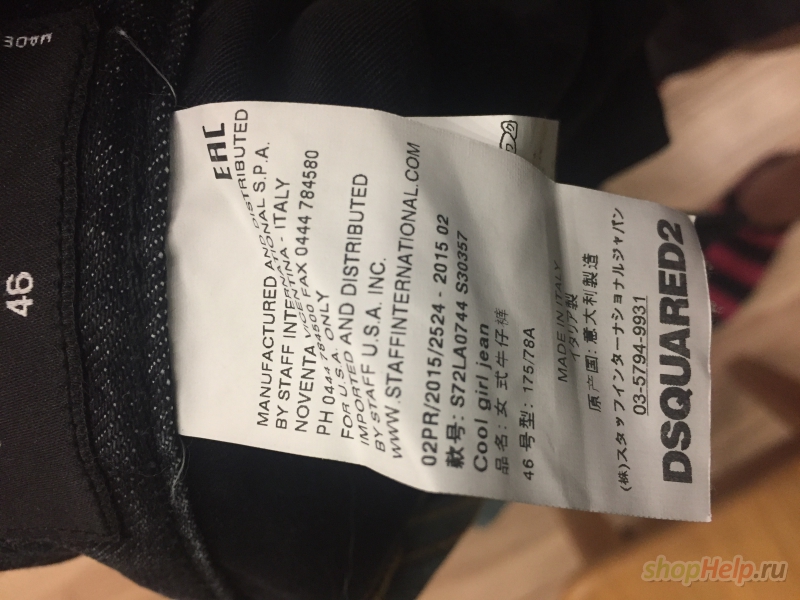 46
EAC
MANUFACTURED AND DISTRIBUTED
BY STAFF INTERNATIONAL S.P.A.
NOVENTA VICENTINA - ITALY
PH 0444 784500 FAX 0444 784580
FOR U.S.A. ONLY
IMPORTED AND DISTRIBUTED
BY STAFF U.S.A. INC.
WWW.STAFFINTERNATIONAL.COM
02PR/2015/2524 - 2015 02
款号: S72LA0744 S30357
Cool girl jean
品名: 女式牛仔裤
46 号型: 175/78A
MADE IN ITALY
イタリア製
原产国: 意大利製造
(株)スタッフインターナショナルジャパン
03-5794-9931
DSQUARED2
shopHelp.ru